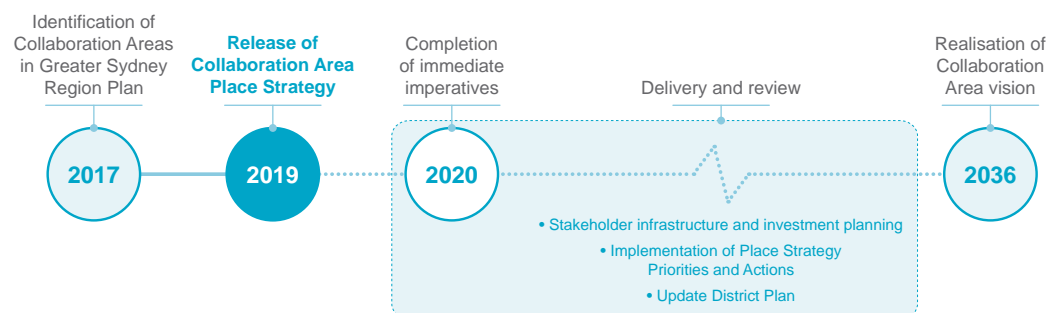 Identification of
Collaboration Areas
in Greater Sydney
Region Plan
2017
Release of
Collaboration Area
Place Strategy
2019
Completion
of immediate
imperatives
2020
Delivery and review
• Stakeholder infrastructure and investment planning
• Implementation of Place Strategy
Priorities and Actions
• Update District Plan
Realisation of
Collaboration
Area vision
2036